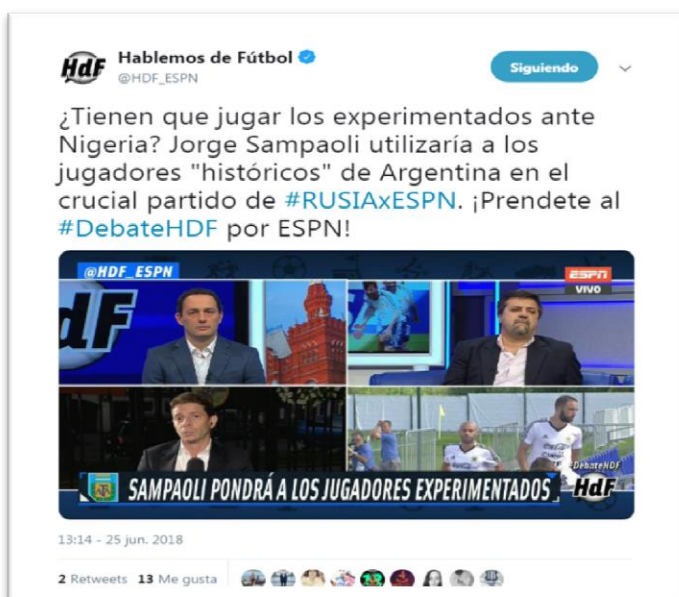 HdF
Hablemos de Fútbol
@HDF_ESPN
Siguiendo
¿Tienen que jugar los experimentados ante
Nigeria? Jorge Sampaoli utilizaría a los
jugadores "históricos" de Argentina en el
crucial partido de #RUSIAxESPN. ¡Prendete al
#DebateHDF por ESPN!
@HDF_ESPN
ESPN
VIVO
dF
#DebateHDF
SAMPAOLI PONDRÁ A LOS JUGADORES EXPERIMENTADOS
HdF
13:14 - 25 jun. 2018
2 Retweets 13 Me gusta